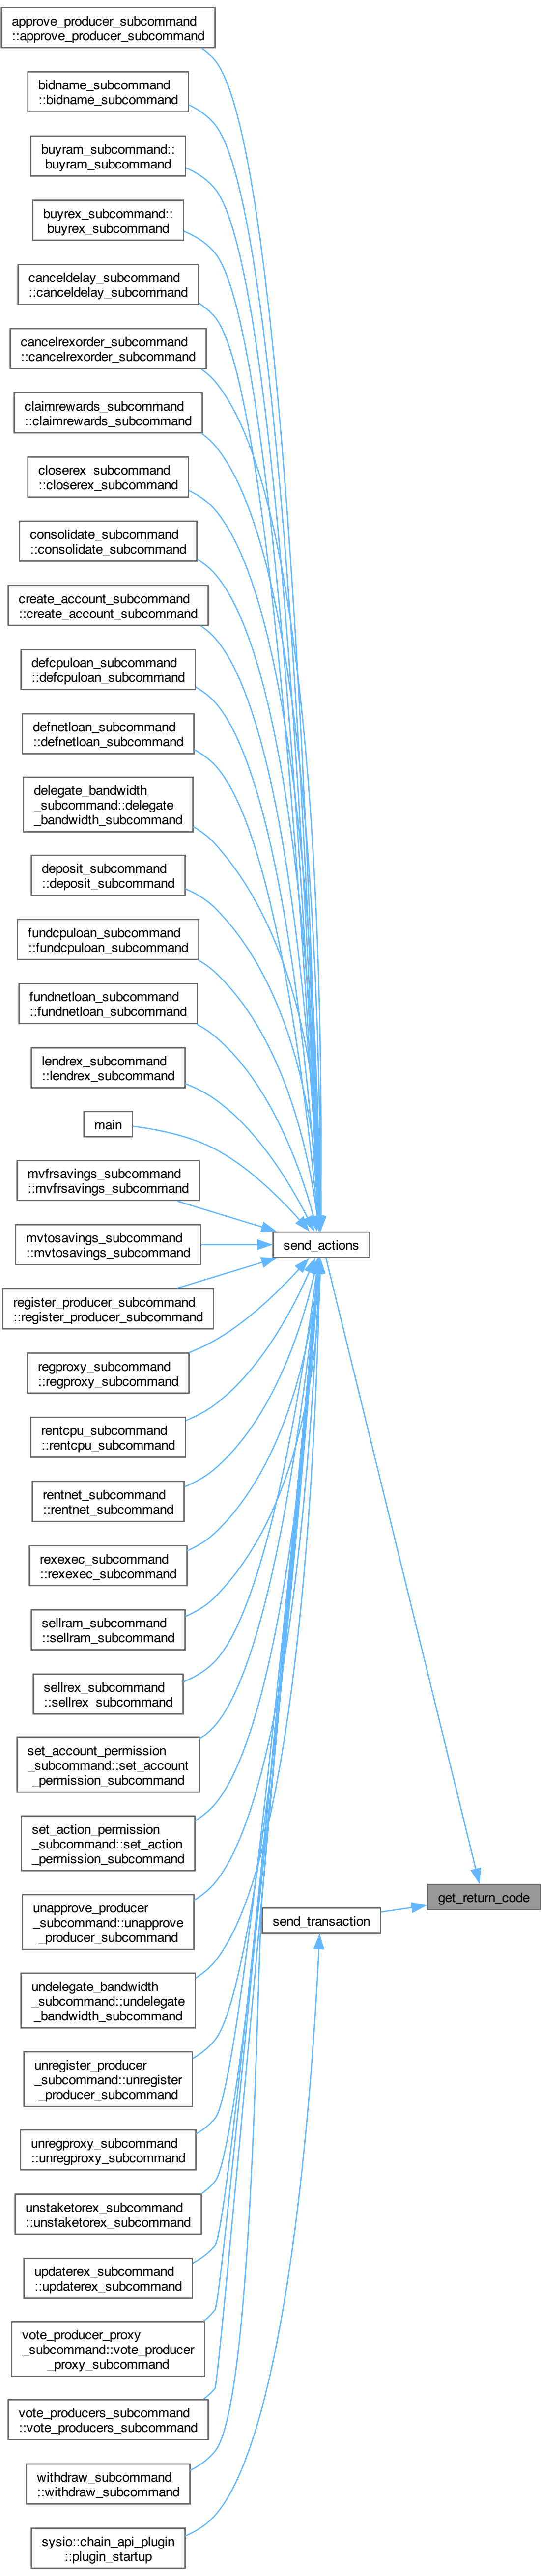 approve_producer_subcommand
::approve_producer_subcommand
bidname_subcommand
::bidname_subcommand
buyram_subcommand::
buyram_subcommand
buyrex_subcommand::
buyrex_subcommand
canceldelay_subcommand
::canceldelay_subcommand
cancelrexorder_subcommand
::cancelrexorder_subcommand
claimrewards_subcommand
::claimrewards_subcommand
closerex_subcommand
::closerex_subcommand
consolidate_subcommand
::consolidate_subcommand
create_account_subcommand
::create_account_subcommand
defcpuloan_subcommand
::defcpuloan_subcommand
defnetloan_subcommand
::defnetloan_subcommand
delegate_bandwidth
_subcommand::delegate
_bandwidth_subcommand
deposit_subcommand
::deposit_subcommand
fundcpuloan_subcommand
::fundcpuloan_subcommand
fundnetloan_subcommand
::fundnetloan_subcommand
lendrex_subcommand
::lendrex_subcommand
main
mvfrsavings_subcommand
::mvfrsavings_subcommand
mvtosavings_subcommand
::mvtosavings_subcommand
send_actions
register_producer_subcommand
::register_producer_subcommand
regproxy_subcommand
::regproxy_subcommand
rentcpu_subcommand
::rentcpu_subcommand
rentnet_subcommand
::rentnet_subcommand
rexexec_subcommand
::rexexec_subcommand
sellram_subcommand
::sellram_subcommand
sellrex_subcommand
::sellrex_subcommand
set_account_permission
_subcommand::set_account
_permission_subcommand
set_action_permission
_subcommand::set_action
_permission_subcommand
get_return_code
unapprove_producer
_subcommand::unapprove
_producer_subcommand
send_transaction
undelegate_bandwidth
_subcommand::undelegate
_bandwidth_subcommand
unregister_producer
_subcommand::unregister
_producer_subcommand
unregproxy_subcommand
::unregproxy_subcommand
unstaketorex_subcommand
::unstaketorex_subcommand
updaterex_subcommand
::updaterex_subcommand
vote_producer_proxy
_subcommand::vote_producer
_proxy_subcommand
vote_producers_subcommand
::vote_producers_subcommand
withdraw_subcommand
::withdraw_subcommand
sysio::chain_api_plugin
::plugin_startup